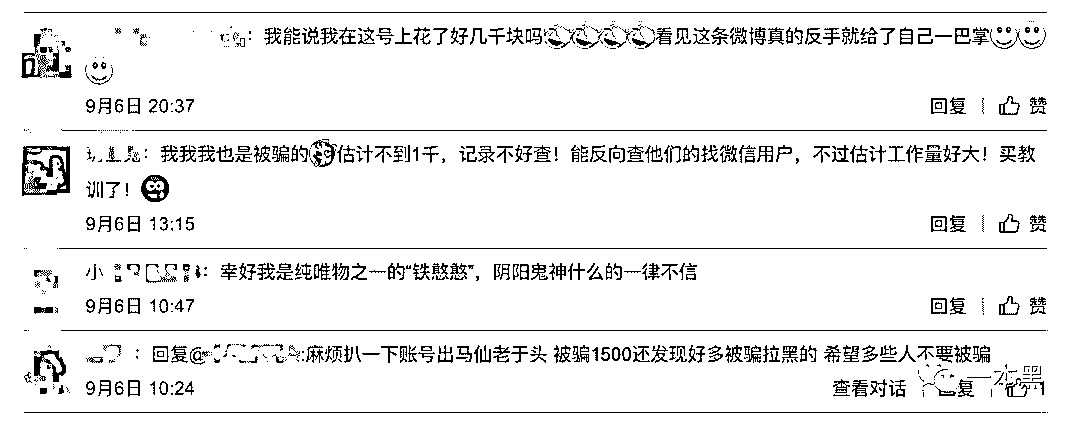 ：我能说我在这号上花了好几千块吗看见这条微博真的反手就给了自己一巴掌
9月6日 20:37
回复 赞
：我我我也是被骗的估计不到1千，记录不好查！能反向查他们的找微信用户，不过估计工作量好大！买教
训了！
9月6日 13:15
回复 赞
小：幸好我是纯唯物之一的“铁憨憨”，阴阳鬼神什么的一律不信
9月6日 10:47
回复 赞
：回复@:麻烦扒一下账号出马仙老于头 被骗1500还发现好多被骗拉黑的 希望多些人不要被骗
9月6日 10:24
查看对话 回复 1
一本黑